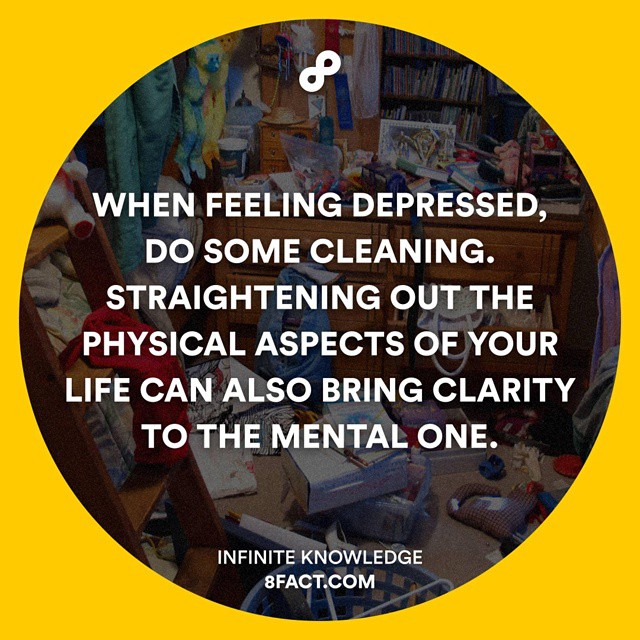 WHEN FEELING DEPRESSED,
DO SOME CLEANING.
STRAIGHTENING OUT THE
PHYSICAL ASPECTS OF YOUR
LIFE CAN ALSO BRING CLARITY
TO THE MENTAL ONE.
INFINITE KNOWLEDGE
8FACT.COM